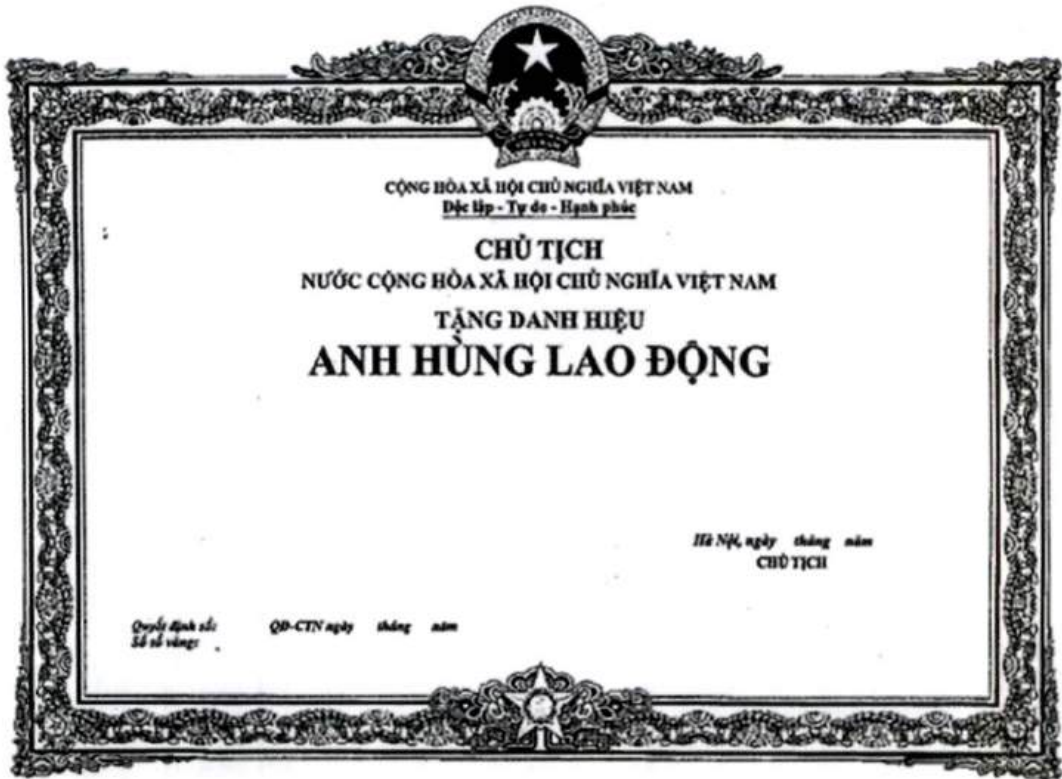 VIỆT NAM
CỘNG HÒA XÃ HỘI CHỦ NGHĨA VIỆT NAM
Độc lập - Tự do - Hạnh phúc
CHỦ TỊCH
NƯỚC CỘNG HÒA XÃ HỘI CHỦ NGHĨA VIỆT NAM
TẶNG DANH HIỆU
ANH HÙNG LAO ĐỘNG
Hà Nội, ngày tháng năm
CHỦ TỊCH
Quyết định số: QĐ-CTN ngày tháng năm
Số sổ vàng: